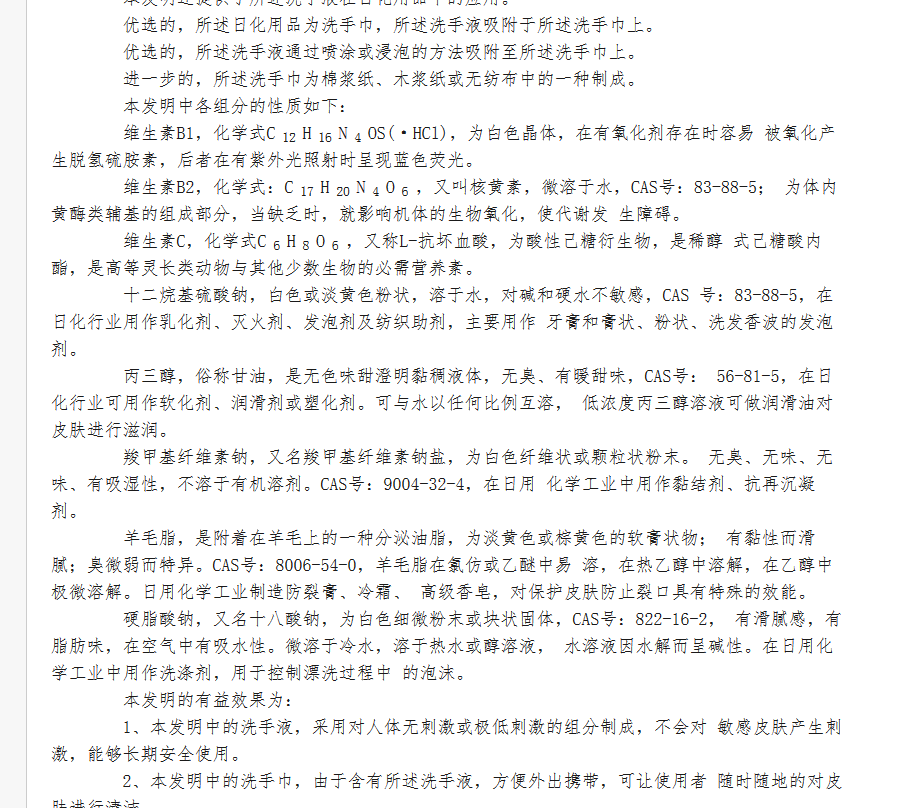 本发明还提供了所述洗手液在日化用品中的应用。
优选的，所述日化用品为洗手巾，所述洗手液吸附于所述洗手巾上。
优选的，所述洗手液通过喷涂或浸泡的方法吸附至所述洗手巾上。
进一步的，所述洗手巾为棉浆纸、木浆纸或无纺布中的一种制成。
本发明中各组分的性质如下：
维生素B1，化学式C 12 H 16 N 4 OS(·HCl)，为白色晶体，在有氧化剂存在时容易 被氧化产
生脱氢硫胺素，后者在有紫外光照射时呈现蓝色荧光。
维生素B2，化学式：C 17 H 20 N 4 O 6 ，又叫核黄素，微溶于水，CAS号：83-88-5； 为体内
黄酶类辅基的组成部分，当缺乏时，就影响机体的生物氧化，使代谢发 生障碍。
维生素C，化学式C 6 H 8 O 6 ，又称L-抗坏血酸，为酸性己糖衍生物，是稀醇 式己糖酸内
酯，是高等灵长类动物与其他少数生物的必需营养素。
十二烷基硫酸钠，白色或淡黄色粉状，溶于水，对碱和硬水不敏感，CAS 号：83-88-5，在
日化行业用作乳化剂、灭火剂、发泡剂及纺织助剂，主要用作 牙膏和膏状、粉状、洗发香波的发泡
剂。
丙三醇，俗称甘油，是无色味甜澄明黏稠液体，无臭、有暖甜味，CAS号： 56-81-5，在日
化行业可用作软化剂、润滑剂或塑化剂。可与水以任何比例互溶， 低浓度丙三醇溶液可做润滑油对
皮肤进行滋润。
羧甲基纤维素钠，又名羧甲基纤维素钠盐，为白色纤维状或颗粒状粉末。 无臭、无味、无
味、有吸湿性，不溶于有机溶剂。CAS号：9004-32-4，在日用 化学工业中用作黏结剂、抗再沉凝
剂。
羊毛脂，是附着在羊毛上的一种分泌油脂，为淡黄色或棕黄色的软膏状物； 有黏性而滑
腻；臭微弱而特异。CAS号：8006-54-0，羊毛脂在氯仿或乙醚中易 溶，在热乙醇中溶解，在乙醇中
极微溶解。日用化学工业制造防裂膏、冷霜、 高级香皂，对保护皮肤防止裂口具有特殊的效能。
硬脂酸钠，又名十八酸钠，为白色细微粉末或块状固体，CAS号：822-16-2， 有滑腻感，有
脂肪味，在空气中有吸水性。微溶于冷水，溶于热水或醇溶液， 水溶液因水解而呈碱性。在日用化
学工业中用作洗涤剂，用于控制漂洗过程中 的泡沫。
本发明的有益效果为：
1、本发明中的洗手液，采用对人体无刺激或极低刺激的组分制成，不会对 敏感皮肤产生刺
激，能够长期安全使用。
2、本发明中的洗手巾，由于含有所述洗手液，方便外出携带，可让使用者 随时随地的对皮
肤进行清洁。